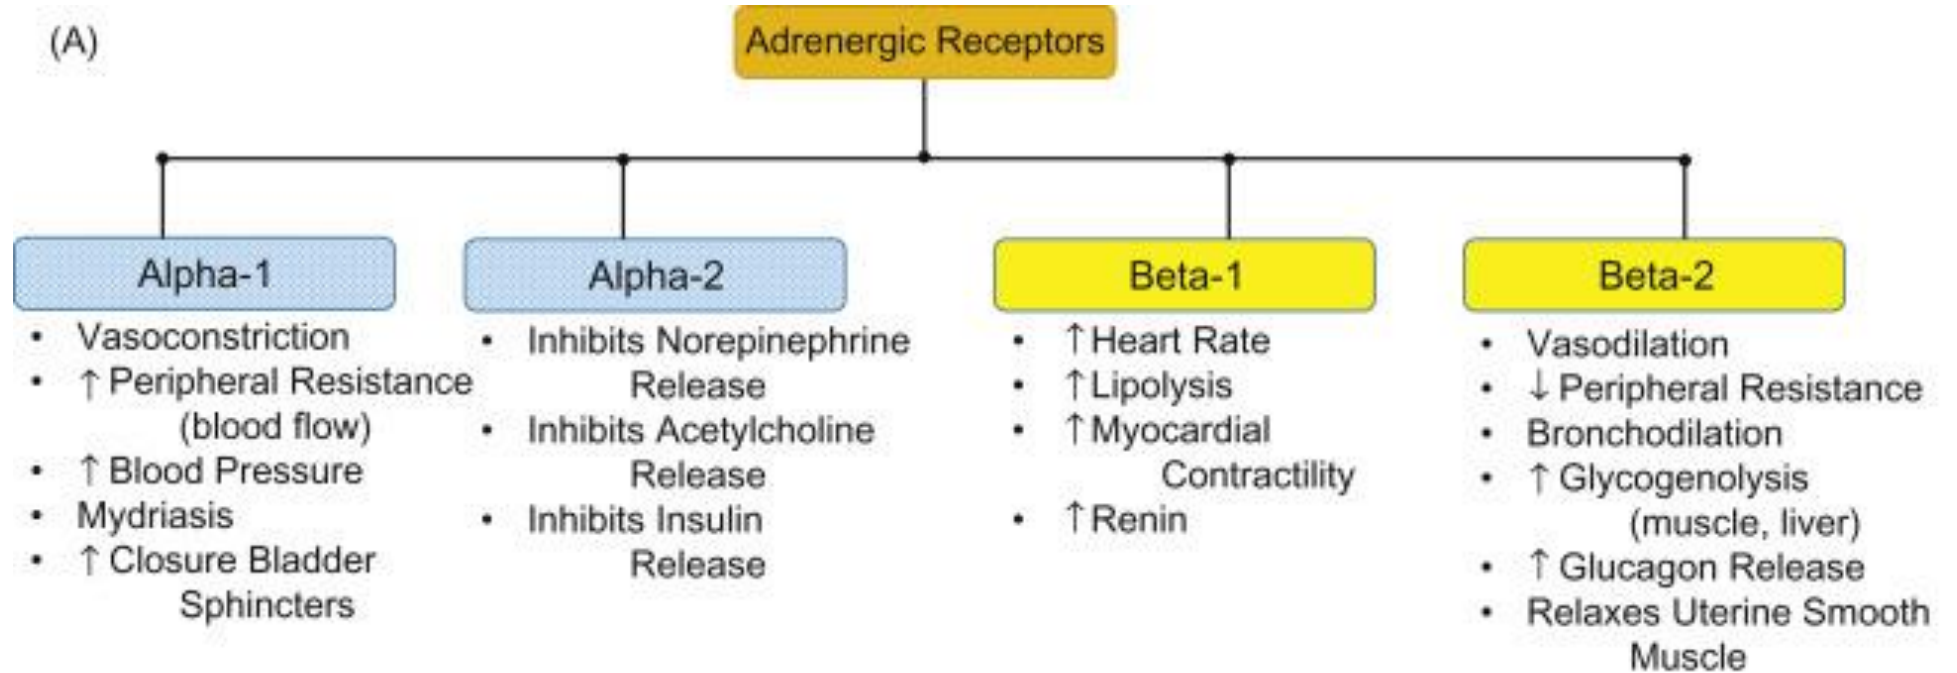 (A)
Adrenergic Receptors
Alpha-1
• Vasoconstriction
• ↑ Peripheral Resistance
(blood flow)
• ↑ Blood Pressure
• Mydriasis
• ↑ Closure Bladder
Sphincters
Alpha-2
• Inhibits Norepinephrine
Release
• Inhibits Acetylcholine
Release
• Inhibits Insulin
Release
Beta-1
• ↑ Heart Rate
• ↑ Lipolysis
• ↑ Myocardial
Contractility
• ↑ Renin
Beta-2
• Vasodilation
• ↓ Peripheral Resistance
• Bronchodilation
• ↑ Glycogenolysis
(muscle, liver)
• ↑ Glucagon Release
• Relaxes Uterine Smooth
Muscle